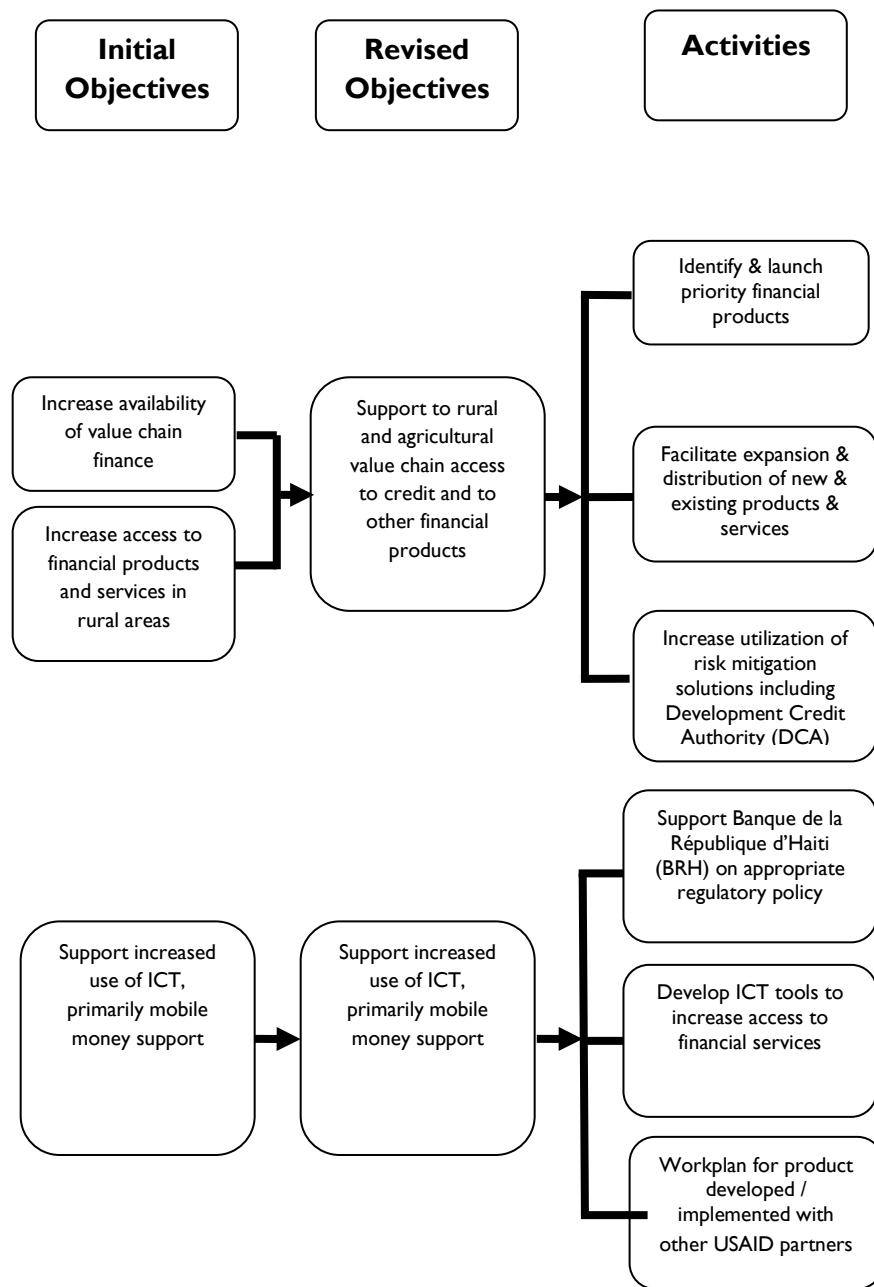 Initial
Objectives
Revised
Objectives
Activities
Identify & launch
priority financial
products
Increase availability
of value chain
finance
Increase access to
financial products
and services in
rural areas
Support to rural
and agricultural
value chain access
to credit and to
other financial
products
Facilitate expansion &
distribution of new &
existing products &
services
Increase utilization of
risk mitigation
solutions including
Development Credit
Authority (DCA)
Support increased
use of ICT,
primarily mobile
money support
Support increased
use of ICT,
primarily mobile
money support
Support Banque de la
République d’Haiti
(BRH) on appropriate
regulatory policy
Develop ICT tools to
increase access to
financial services
Workplan for product
developed /
implemented with
other USAID partners